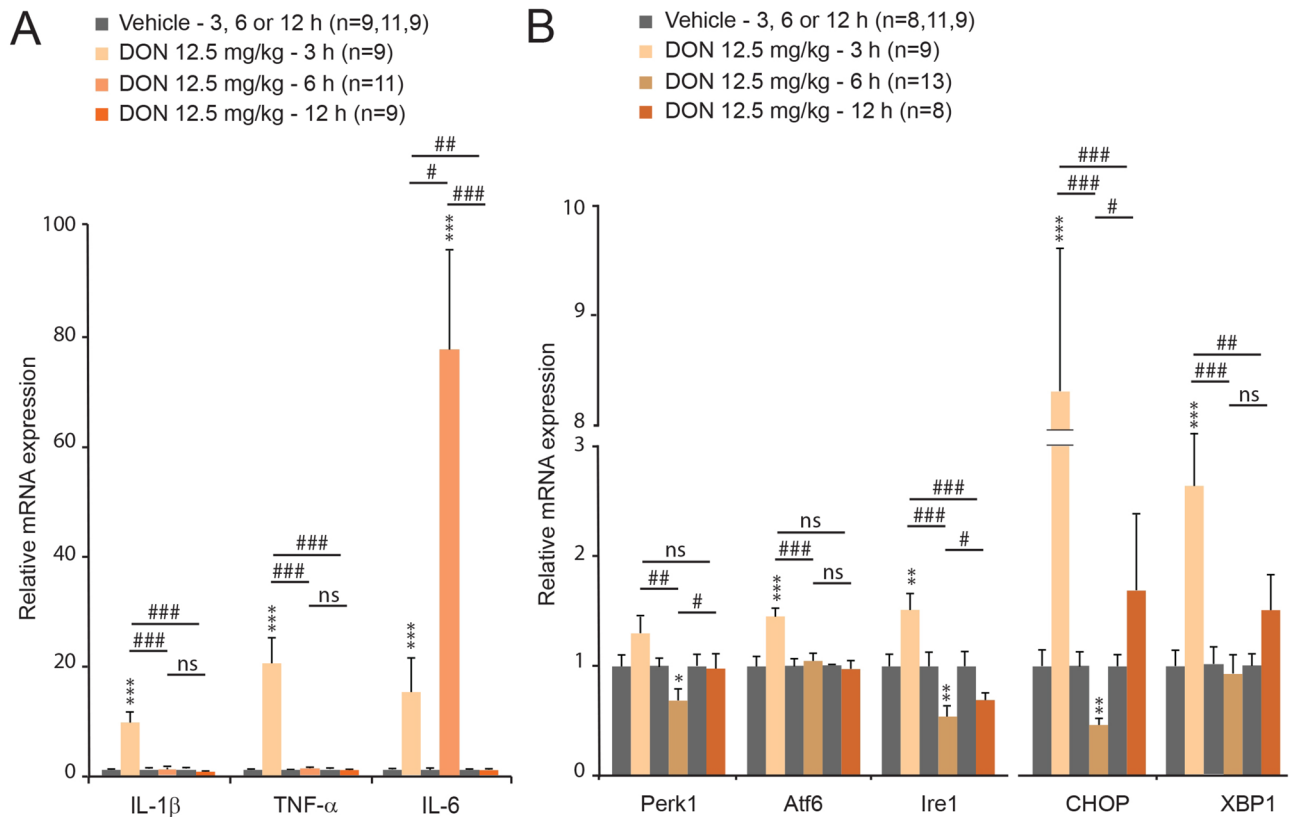 A
Vehicle - 3, 6 or 12 h (n=9,11,9)
DON 12.5 mg/kg - 3 h (n=9)
DON 12.5 mg/kg - 6 h (n=11)
DON 12.5 mg/kg - 12 h (n=9)
Relative mRNA expression
100
80
60
40
20
0
###
###
ns
***
###
###
ns
***
##
#
###
***
***
IL-1β
TNF-α
IL-6
B
Vehicle - 3, 6 or 12 h (n=8,11,9)
DON 12.5 mg/kg - 3 h (n=9)
DON 12.5 mg/kg - 6 h (n=13)
DON 12.5 mg/kg - 12 h (n=8)
Relative mRNA expression
10
9
8
3
2
1
0
ns
##
#
*
ns
###
ns
***
###
###
#
**
**
###
###
#
***
**
##
###
ns
***
Perk1
Atf6
Ire1
CHOP
XBP1